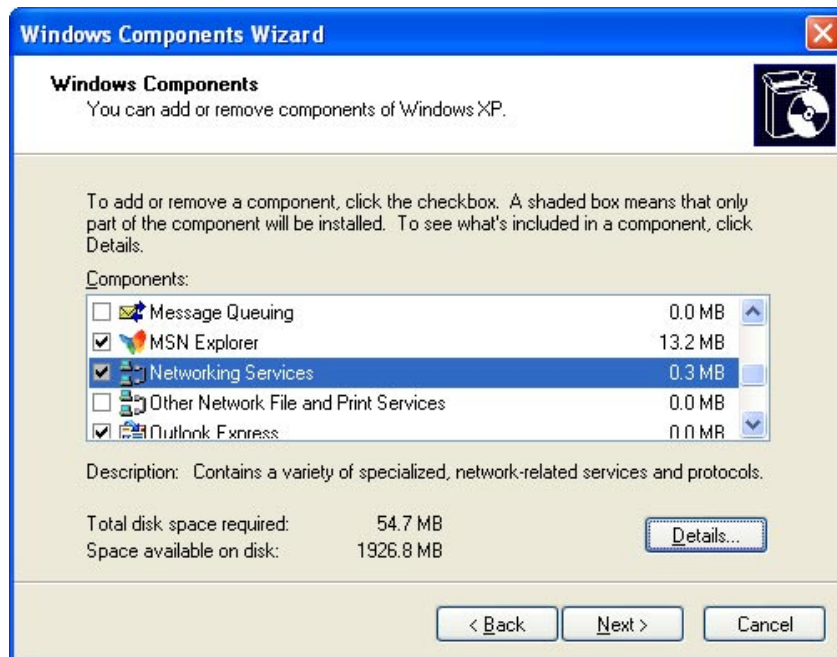 Windows Components Wizard
Windows Components
You can add or remove components of Windows XP.
To add or remove a component, click the checkbox. A shaded box means that only
part of the component will be installed. To see what's included in a component, click
Details.
Components:
Message Queuing 0.0 MB
MSN Explorer 13.2 MB
Networking Services 0.3 MB
Other Network File and Print Services 0.0 MB
Outlook Express 0.0 MB
Description: Contains a variety of specialized, network-related services and protocols.
Total disk space required: 54.7 MB
Space available on disk: 1926.8 MB
Details...
< Back
Next >
Cancel